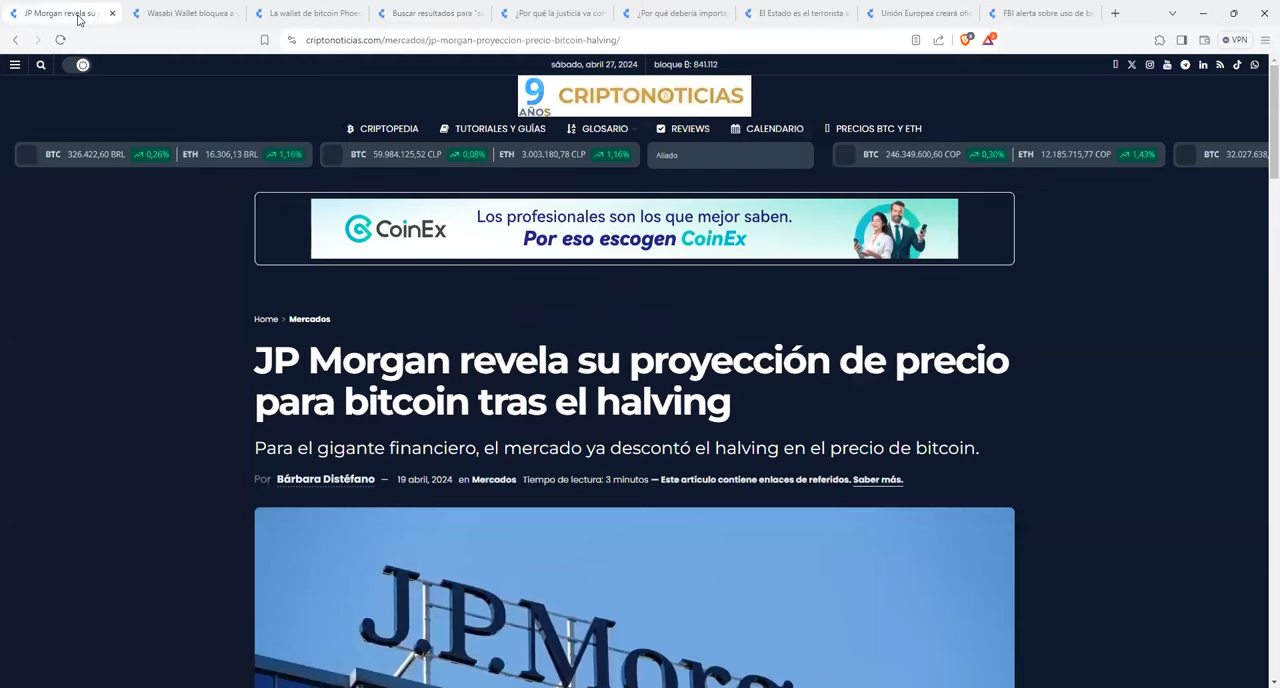 JP Morgan revela su
Wasabi Wallet bloquea a
La wallet de bitcoin Phoe
Buscar resultados para "sa
¿Por qué la justicia va con
¿Por qué debería importa
El Estado es el terrorista e
Unión Europea creará ofic
FBI alerta sobre uso de bi
criptonoticias.com/mercados/jp-morgan-proyeccion-precio-bitcoin-halving/
VPN
sábado, abril 27, 2024
bloque ₿: 841.112
9 AÑOS CRIPTONOTICIAS
CRIPTOPEDIA
TUTORIALES Y GUÍAS
GLOSARIO
REVIEWS
CALENDARIO
PRECIOS BTC Y ETH
BTC 326.422,60 BRL 0,26% ETH 16.306,13 BRL 1,16%
BTC 59.984.125,52 CLP 0,08% ETH 3.003.180,78 CLP 1,16%
Aliado
BTC 246.349.600,60 COP 0,30% ETH 12.185.715,77 COP 1,43%
BTC 32.027.638,
CoinEx
Los profesionales son los que mejor saben.
Por eso escogen CoinEx
Home > Mercados
JP Morgan revela su proyección de precio
para bitcoin tras el halving
Para el gigante financiero, el mercado ya descontó el halving en el precio de bitcoin.
Por Bárbara Distéfano — 19 abril, 2024 en Mercados Tiempo de lectura: 3 minutos — Este artículo contiene enlaces de referidos. Saber más.
J.P.Morg